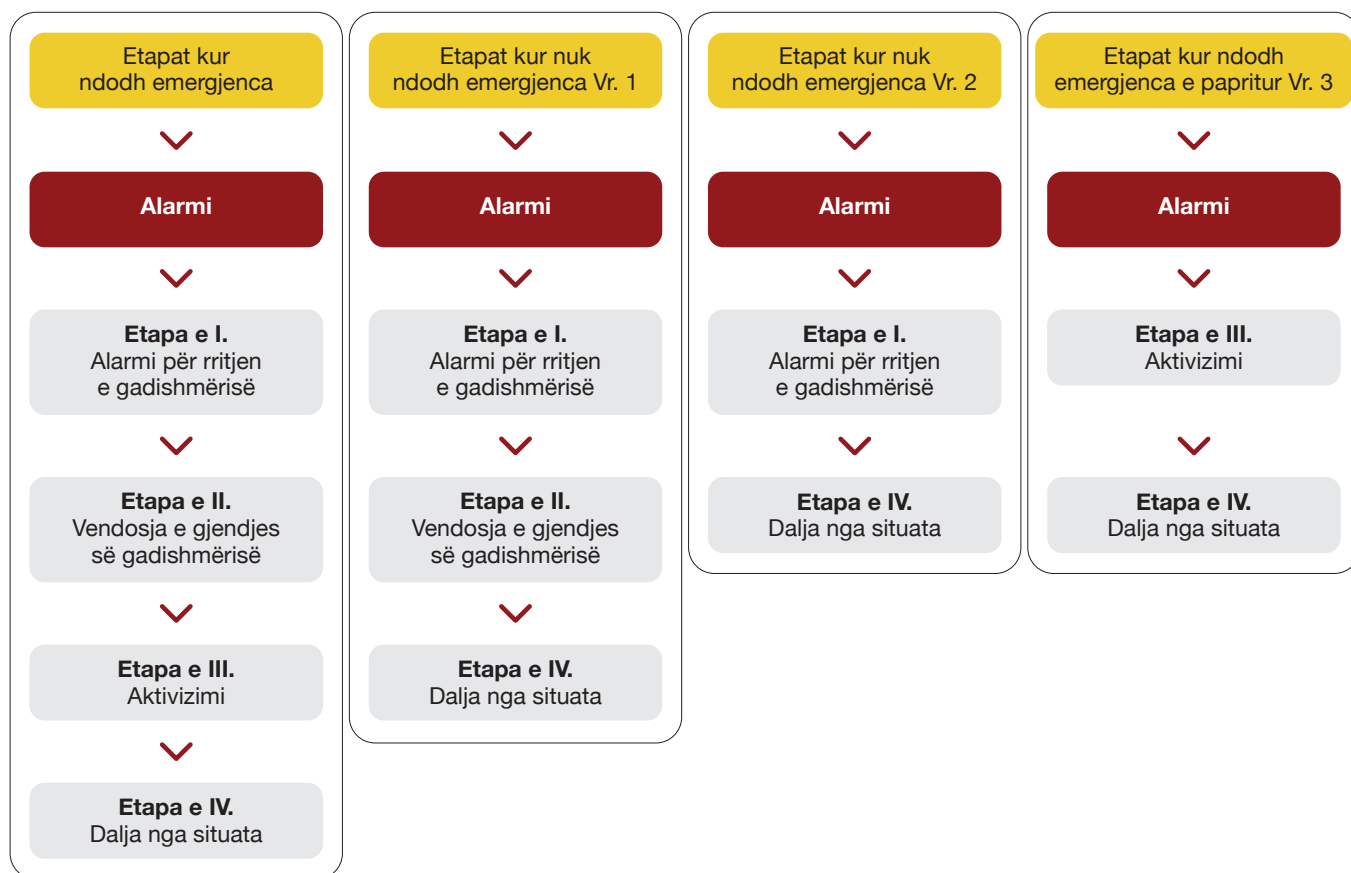 Etapat kur
ndodh emergjenca
Alarmi
Etapa e I.
Alarmi për rritjen
e gadishmërisë
Etapa e II.
Vendosja e gjendjes
së gadishmërisë
Etapa e III.
Aktivizimi
Etapa e IV.
Dalja nga situata
Etapat kur nuk
ndodh emergjenca Vr. 1
Alarmi
Etapa e I.
Alarmi për rritjen
e gadishmërisë
Etapa e II.
Vendosja e gjendjes
së gadishmërisë
Etapa e IV.
Dalja nga situata
Etapat kur nuk
ndodh emergjenca Vr. 2
Alarmi
Etapa e I.
Alarmi për rritjen
e gadishmërisë
Etapa e IV.
Dalja nga situata
Etapat kur ndodh
emergjenca e papritur Vr. 3
Alarmi
Etapa e III.
Aktivizimi
Etapa e IV.
Dalja nga situata